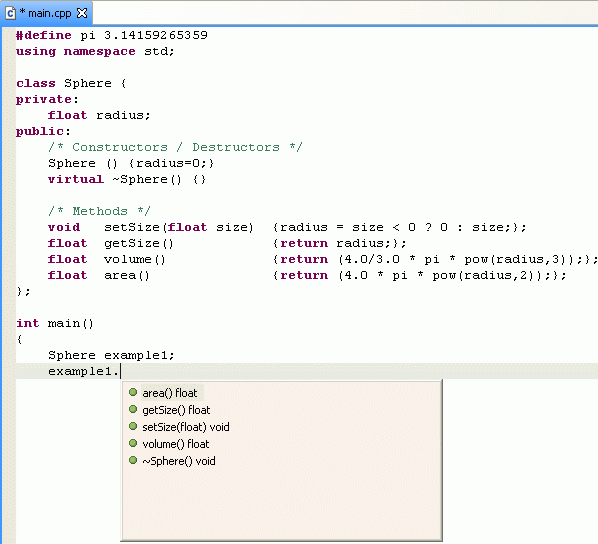 * main.cpp
#define pi 3.14159265359
using namespace std;
class Sphere {
private:
    float radius;
public:
    /* Constructors / Destructors */
    Sphere () {radius=0;}
    virtual ~Sphere() {}
    /* Methods */
    void   setSize(float size)  {radius = size < 0 ? 0 : size;};
    float  getSize()            {return radius;};
    float  volume()             {return (4.0/3.0 * pi * pow(radius,3));};
    float  area()               {return (4.0 * pi * pow(radius,2));};
};
int main()
{
    Sphere example1;
    example1.
area() float
getSize() float
setSize(float) void
volume() float
~Sphere() void